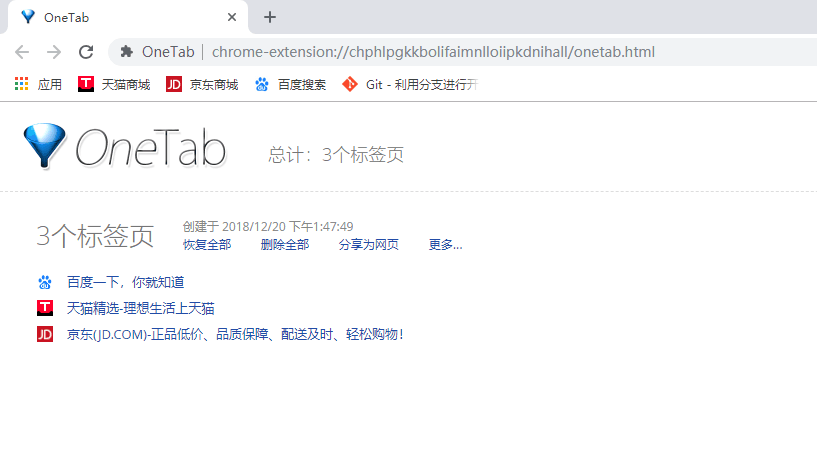 OneTab
OneTab | chrome-extension://chphlpgkkbolifaimnlloiipkdnihall/onetab.html
应用 天猫商城 JD 京东商城 百度搜索 Git - 利用分支进行开
OneTab 总计：3个标签页
3个标签页
创建于 2018/12/20 下午1:47:49
恢复全部 删除全部 分享为网页 更多...
百度一下，你就知道
天猫精选-理想生活上天猫
JD 京东(JD.COM)-正品低价、品质保障、配送及时、轻松购物！